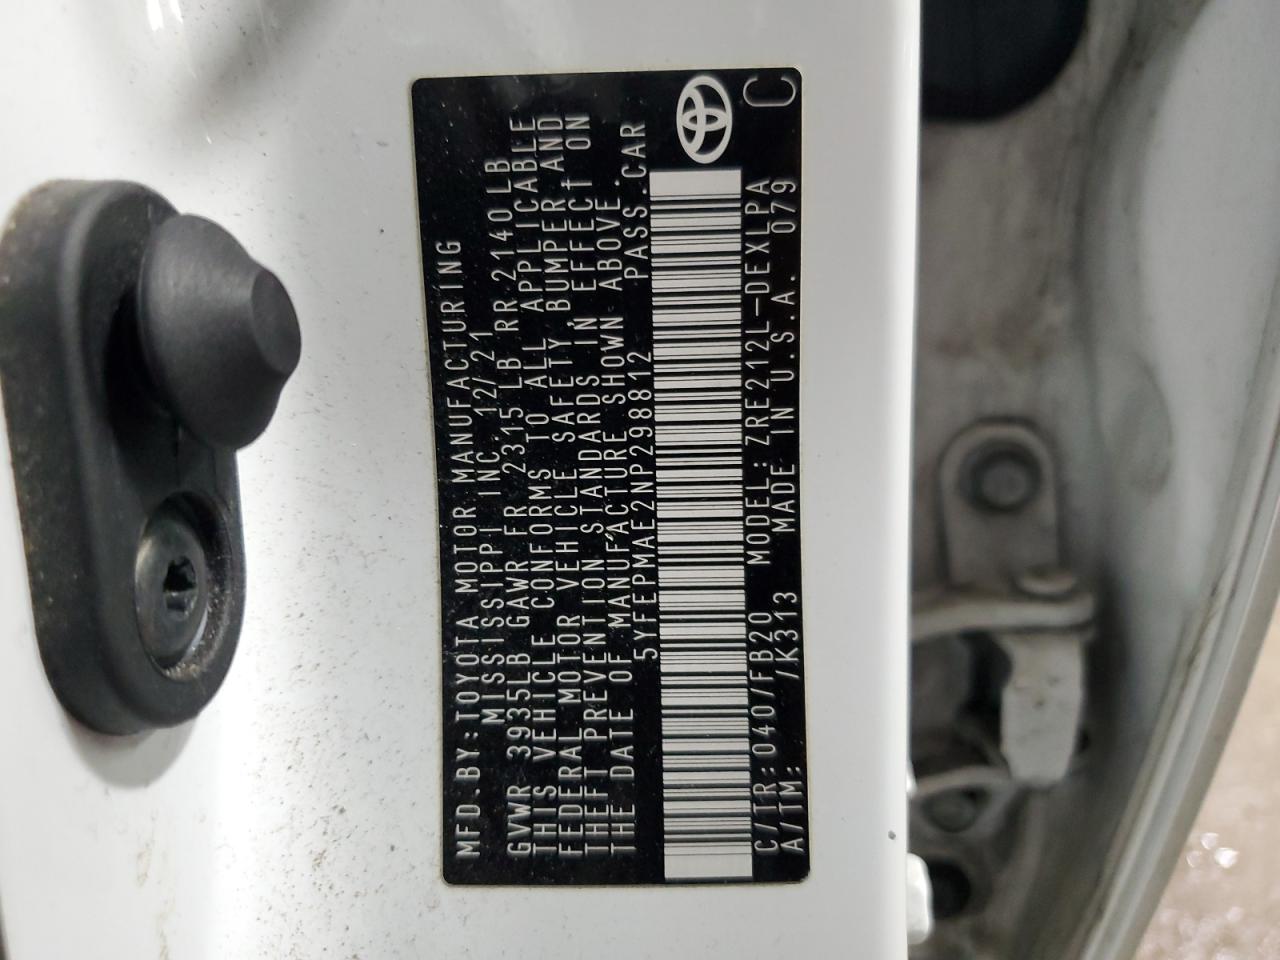 MFD.BY:TOYOTA MOTOR MANUFACTURING
MISSISSIPPI INC. 12/21
GVWR 3935LB GAWR FR 2315 LB RR 2140LB
THIS VEHICLE CONFORMS TO ALL APPLICABLE
FEDERAL MOTOR VEHICLE SAFETY, BUMPER AND
THEFT PREVENTION STANDARDS IN EFFECT ON
THE DATE OF MANUFACTURE SHOWN ABOVE.
5YFEPMAE2NP298812 PASS.CAR
C/TR:040/FB20 MODEL:ZRE212L-DEXLPA
A/TM: /K313 MADE IN U.S.A. 079
C